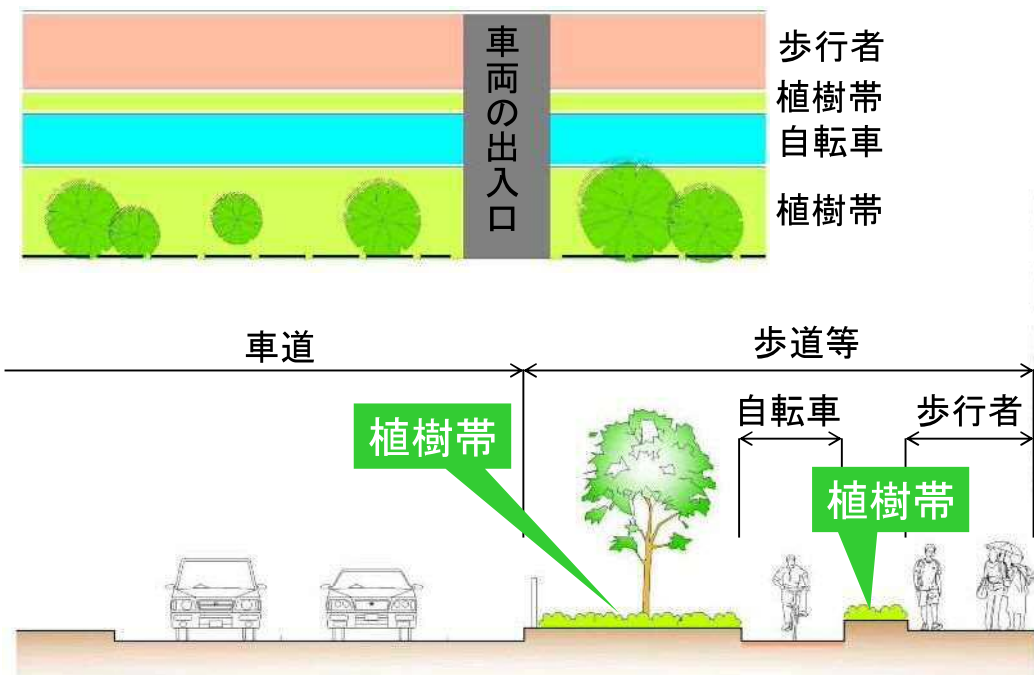 車両の出入口
歩行者
植樹帯
自転車
植樹帯
車道
歩道等
自転車
歩行者
植樹帯
植樹帯